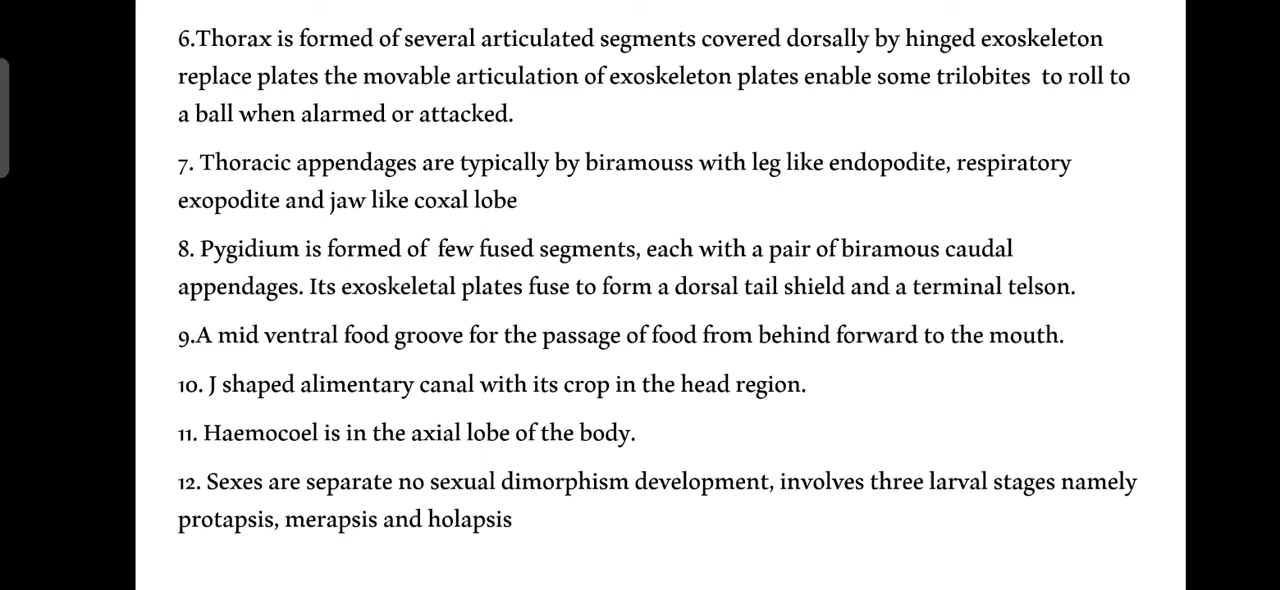 6.Thorax is formed of several articulated segments covered dorsally by hinged exoskeleton
replace plates the movable articulation of exoskeleton plates enable some trilobites to roll to
a ball when alarmed or attacked.
7. Thoracic appendages are typically by biramouss with leg like endopodite, respiratory
exopodite and jaw like coxal lobe
8. Pygidium is formed of few fused segments, each with a pair of biramous caudal
appendages. Its exoskeletal plates fuse to form a dorsal tail shield and a terminal telson.
9.A mid ventral food groove for the passage of food from behind forward to the mouth.
10. J shaped alimentary canal with its crop in the head region.
11. Haemocoel is in the axial lobe of the body.
12. Sexes are separate no sexual dimorphism development, involves three larval stages namely
protapsis, merapsis and holapsis